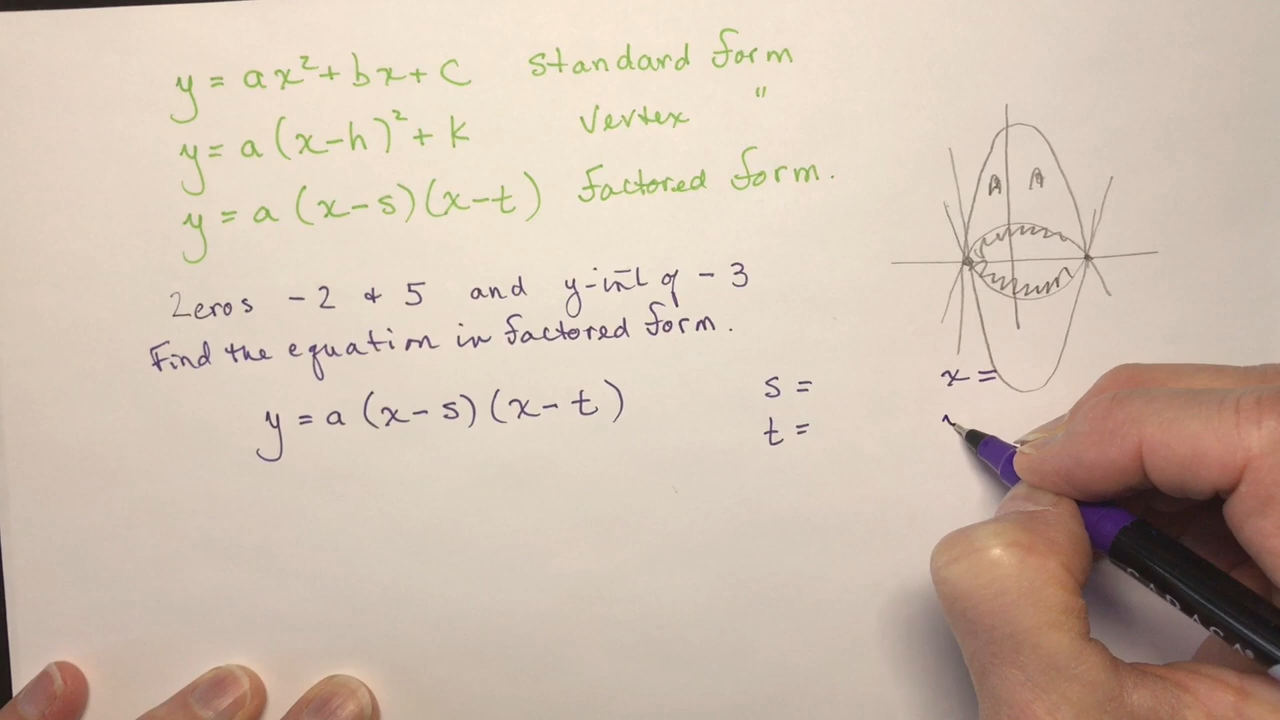 y = ax²+bx+c standard form
y = a(x-h)²+k vertex "
y = a(x-s)(x-t) factored form.
Zeros -2 & 5 and y-int of -3
Find the equation in factored form.
y = a(x-s)(x-t) s = x =
t =